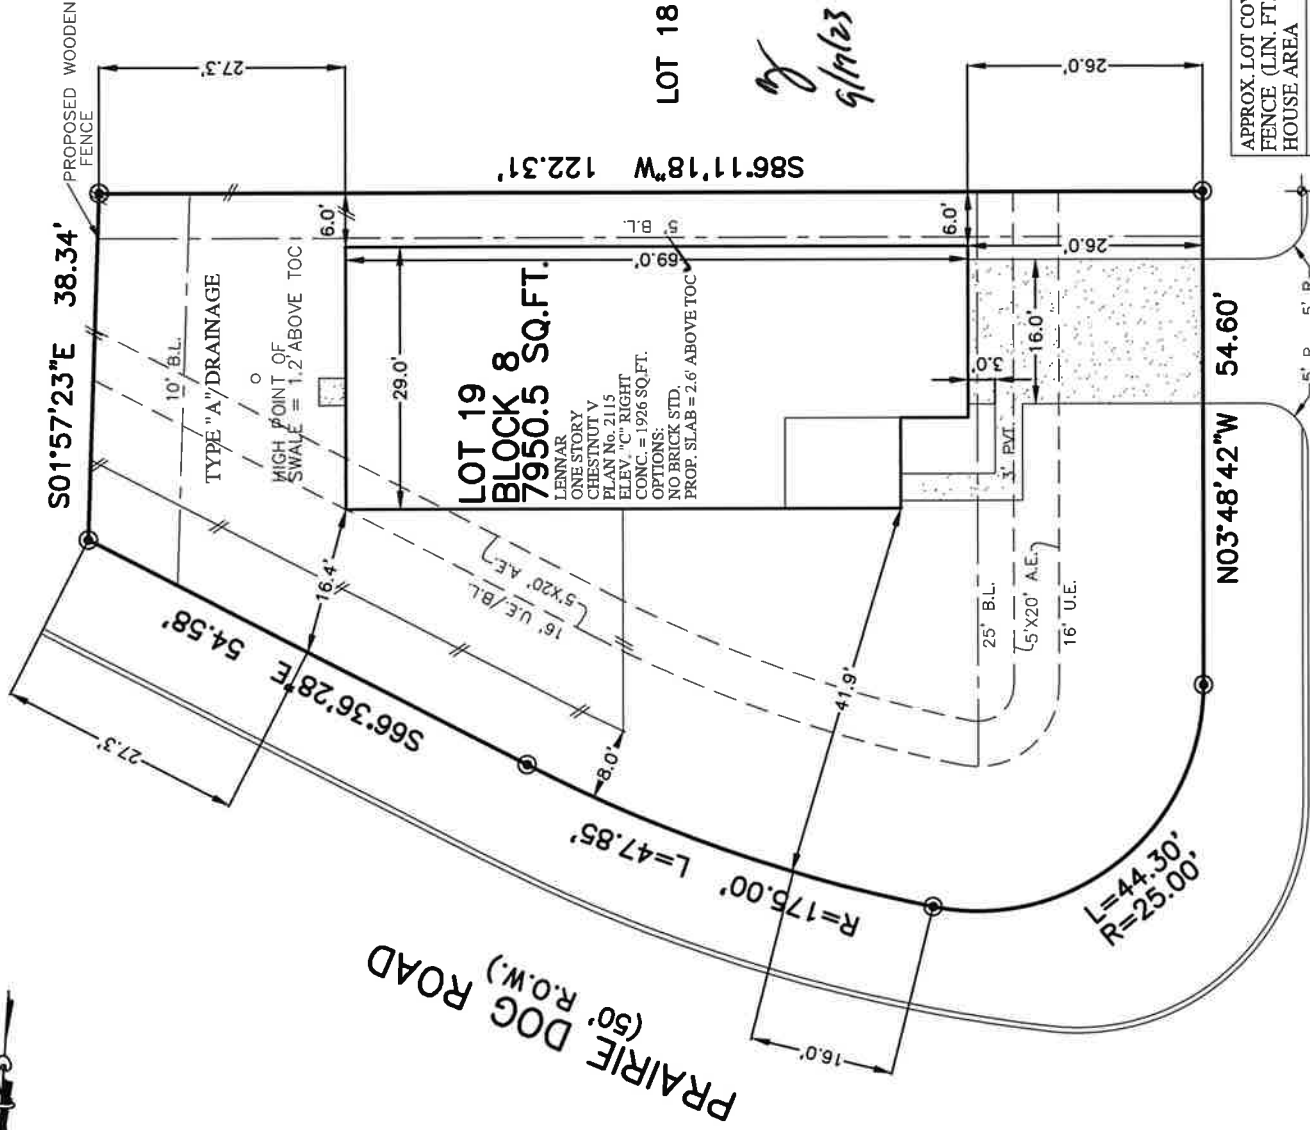 PROPOSED WOODEN
FENCE
27.3'
LOT 18
26.0'
APPROX. LOT CO
FENCE (LIN. FT.
HOUSE AREA
S01°57'23"E 38.34'
S86°11'18"W 122.31'
10' B.L.
TYPE "A" DRAINAGE
HIGH POINT OF
SWALE = 1.2' ABOVE TOC
6.0'
5' B.L.
6.0'
69.0'
26.0'
29.0'
LOT 19
BLOCK 8
7950.5 SQ.FT.
LENNAR
ONE STORY
CHESTNUT V
PLAN No. 2115
ELEV. "C" RIGHT
CONC. = 1926 SQ.FT.
OPTIONS:
NO BRICK STD.
PROP. SLAB = 2.6' ABOVE TOC
16.0'
3.0'
3' PVT.
5' R
5' R
N03°48'42"W 54.60'
16.4'
16' U.E./B.L.
5'X20' A.E.
25' B.L.
5'X20' A.E.
16' U.E.
S66°36'28"E 54.58'
27.3'
8.0'
41.9'
R=175.00' L=47.85'
L=44.30'
R=25.00'
16.0'
PRAIRIE DOG ROAD
(50' R.O.W.)